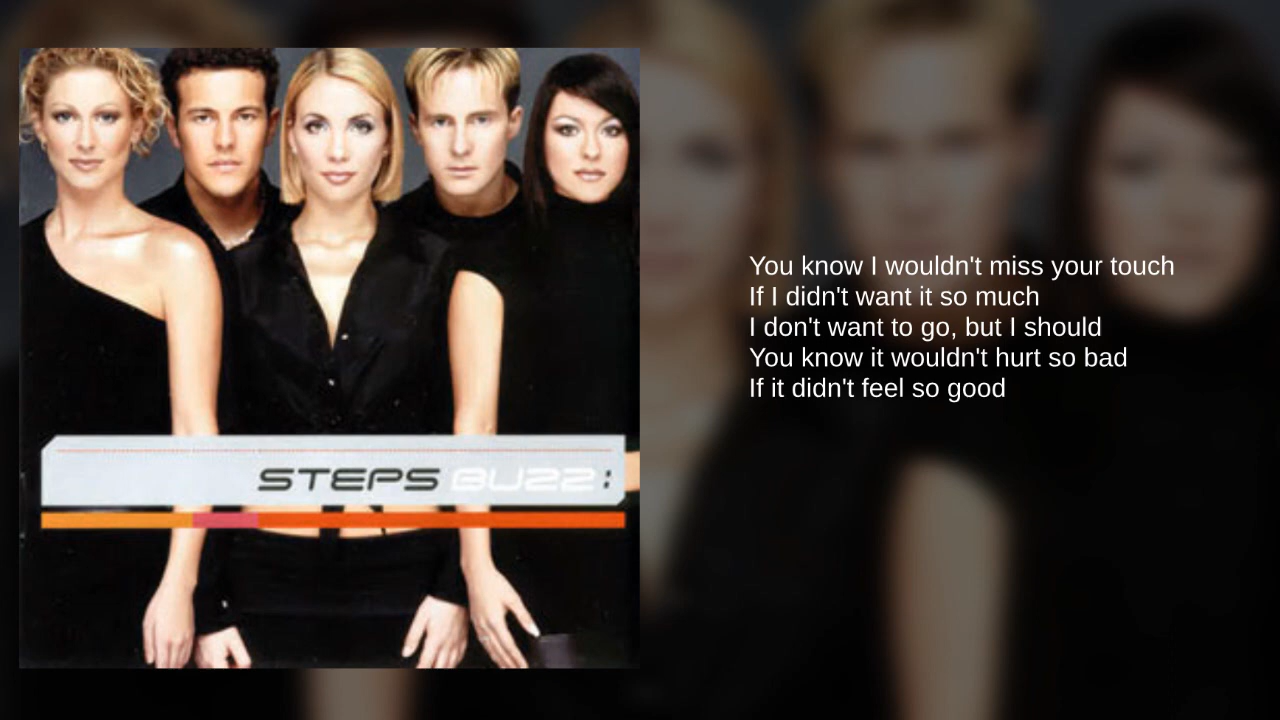 STEPS BUZZ:
You know I wouldn't miss your touch
If I didn't want it so much
I don't want to go, but I should
You know it wouldn't hurt so bad
If it didn't feel so good